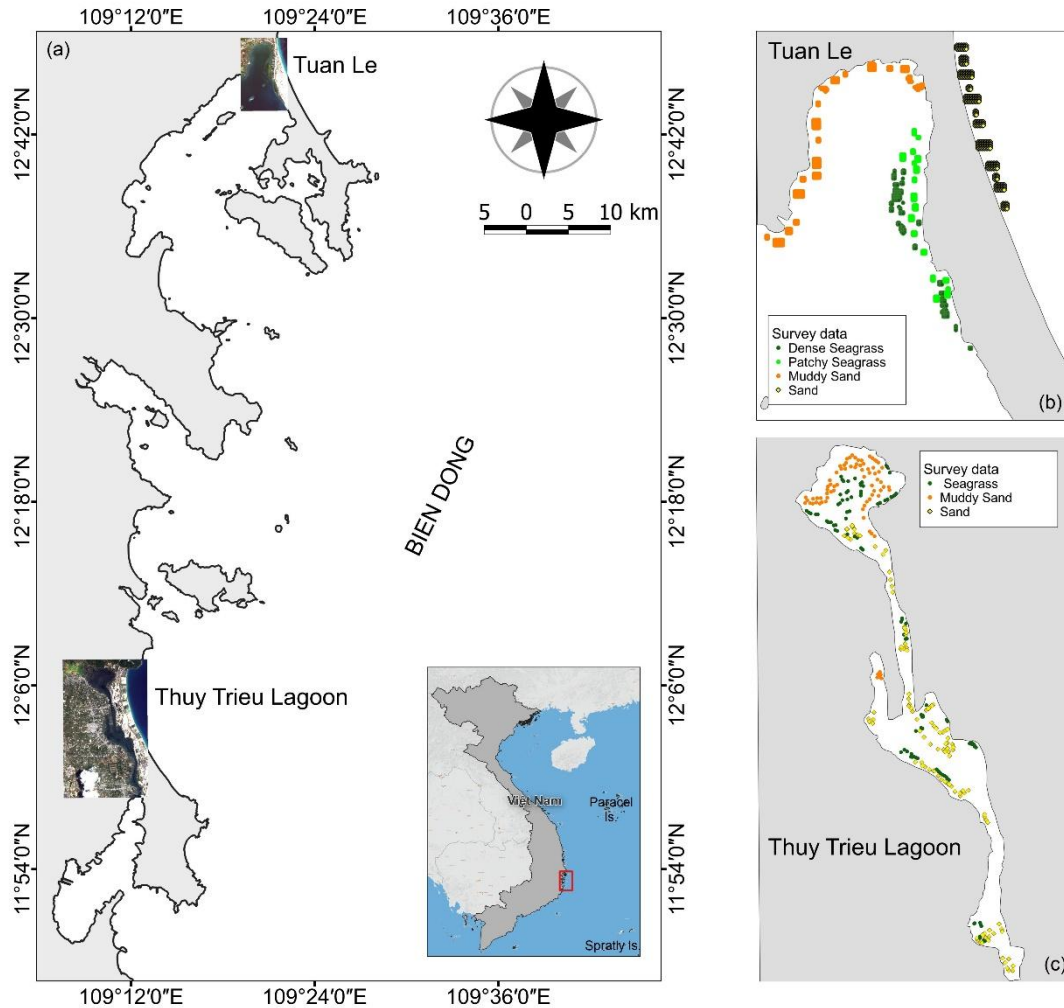 109°12′0″E 109°24′0″E 109°36′0″E
(a)
Tuan Le
12°42′0″N
12°42′0″N
5 0 5 10 km
12°30′0″N
12°30′0″N
BIEN DONG
12°18′0″N
12°18′0″N
12°6′0″N
12°6′0″N
Thuy Trieu Lagoon
Việt Nam
Paracel
Is.
Spratly Is.
11°54′0″N
11°54′0″N
109°12′0″E 109°24′0″E 109°36′0″E
Tuan Le
Survey data
Dense Seagrass
Patchy Seagrass
Muddy Sand
Sand
(b)
Survey data
Seagrass
Muddy Sand
Sand
Thuy Trieu Lagoon
(c)